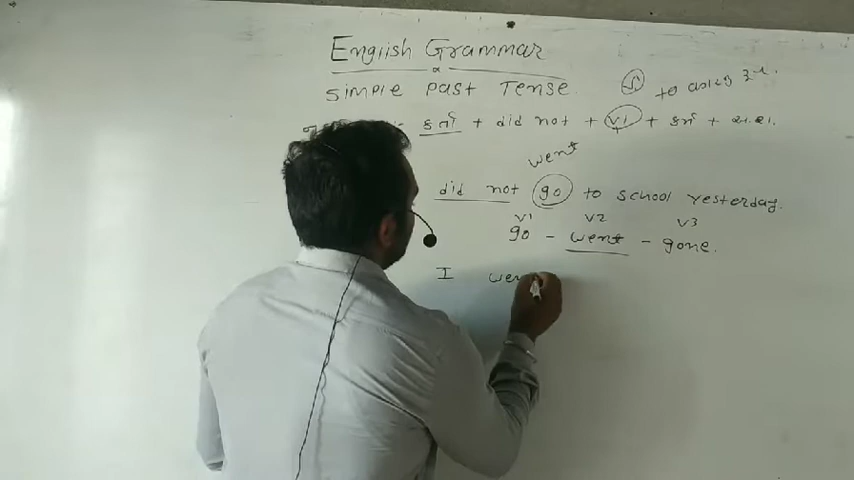 English Grammar
Simple Past Tense.
કર્તા + did not + V1 + કર્મ + અ.શ.
went
did not go to school yesterday.
V1 V2 V3
go - went - gone.
I wen